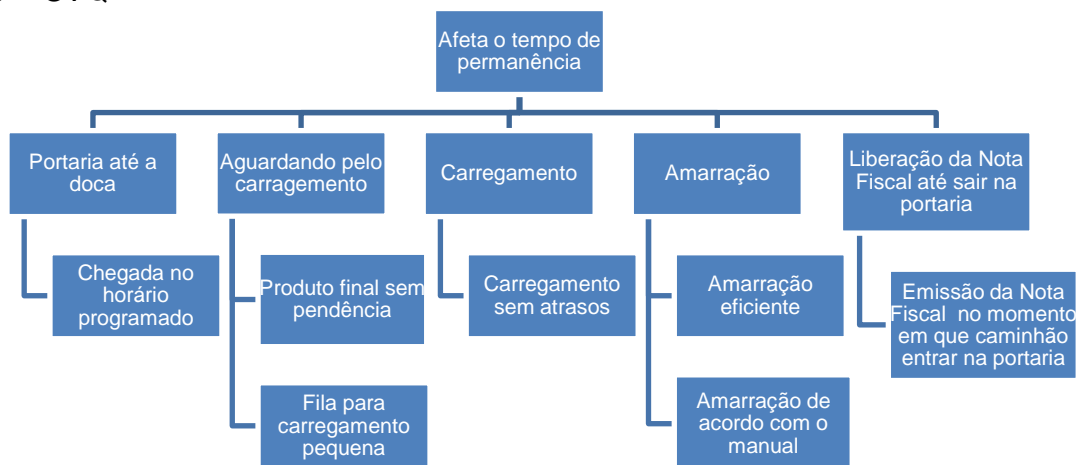 Afeta o tempo de
permanência
Portaria até a
doca
Aguardando pelo
carragemento
Carregamento
Amarração
Liberação da Nota
Fiscal até sair na
portaria
Chegada no
horário
programado
Produto final sem
pendência
Carregamento
sem atrasos
Amarração
eficiente
Emissão da Nota
Fiscal no momento
em que caminhão
entrar na portaria
Fila para
carregamento
pequena
Amarração de
acordo com o
manual